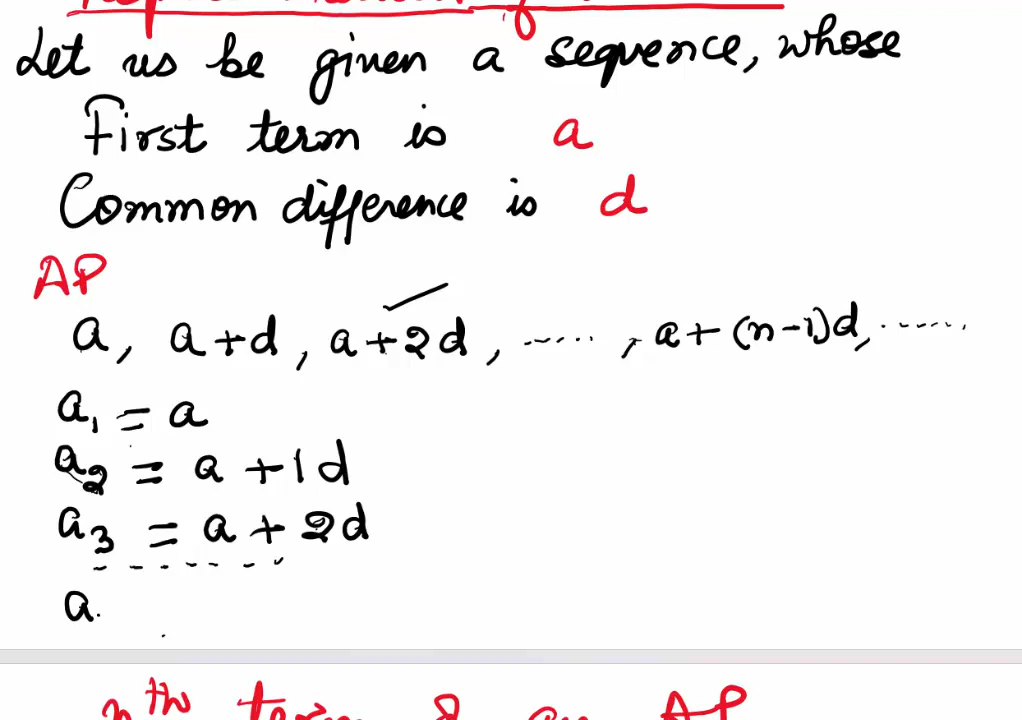 Let us be given a sequence, whose
First term is a
Common difference is d
AP
a, a+d, a+2d, ......, a+(n-1)d, ......
a₁ = a
a₂ = a + 1d
a₃ = a + 2d
- - - - - -
a
nth term of an AP